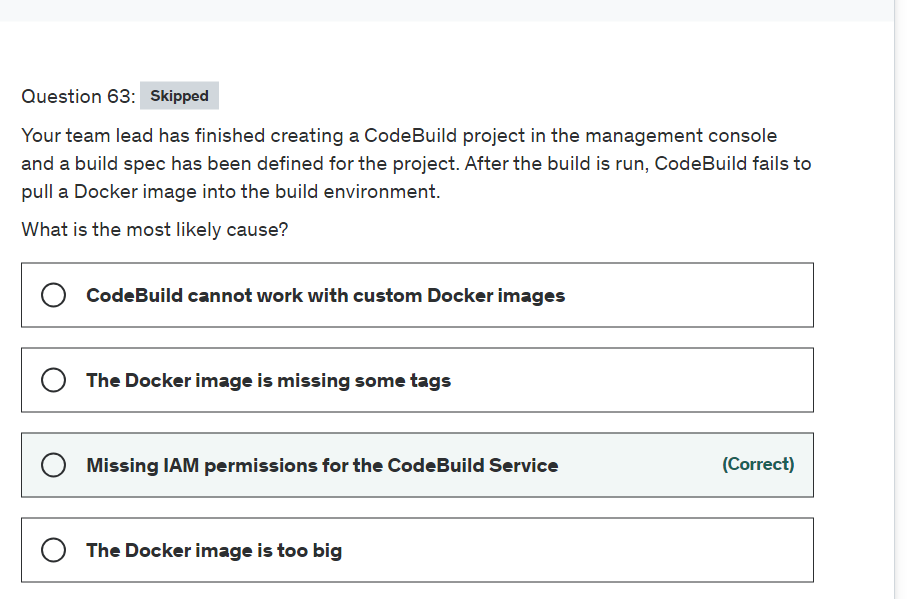 Question 63: Skipped
Your team lead has finished creating a CodeBuild project in the management console
and a build spec has been defined for the project. After the build is run, CodeBuild fails to
pull a Docker image into the build environment.
What is the most likely cause?
CodeBuild cannot work with custom Docker images
The Docker image is missing some tags
Missing IAM permissions for the CodeBuild Service (Correct)
The Docker image is too big